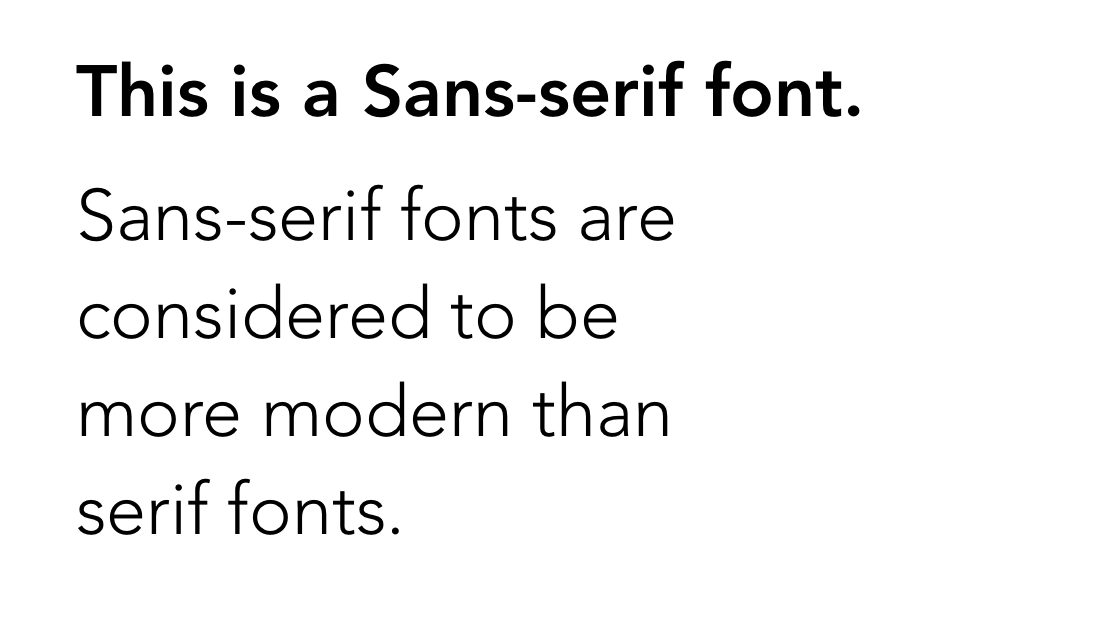 This is a Sans-serif font.
Sans-serif fonts are
considered to be
more modern than
serif fonts.